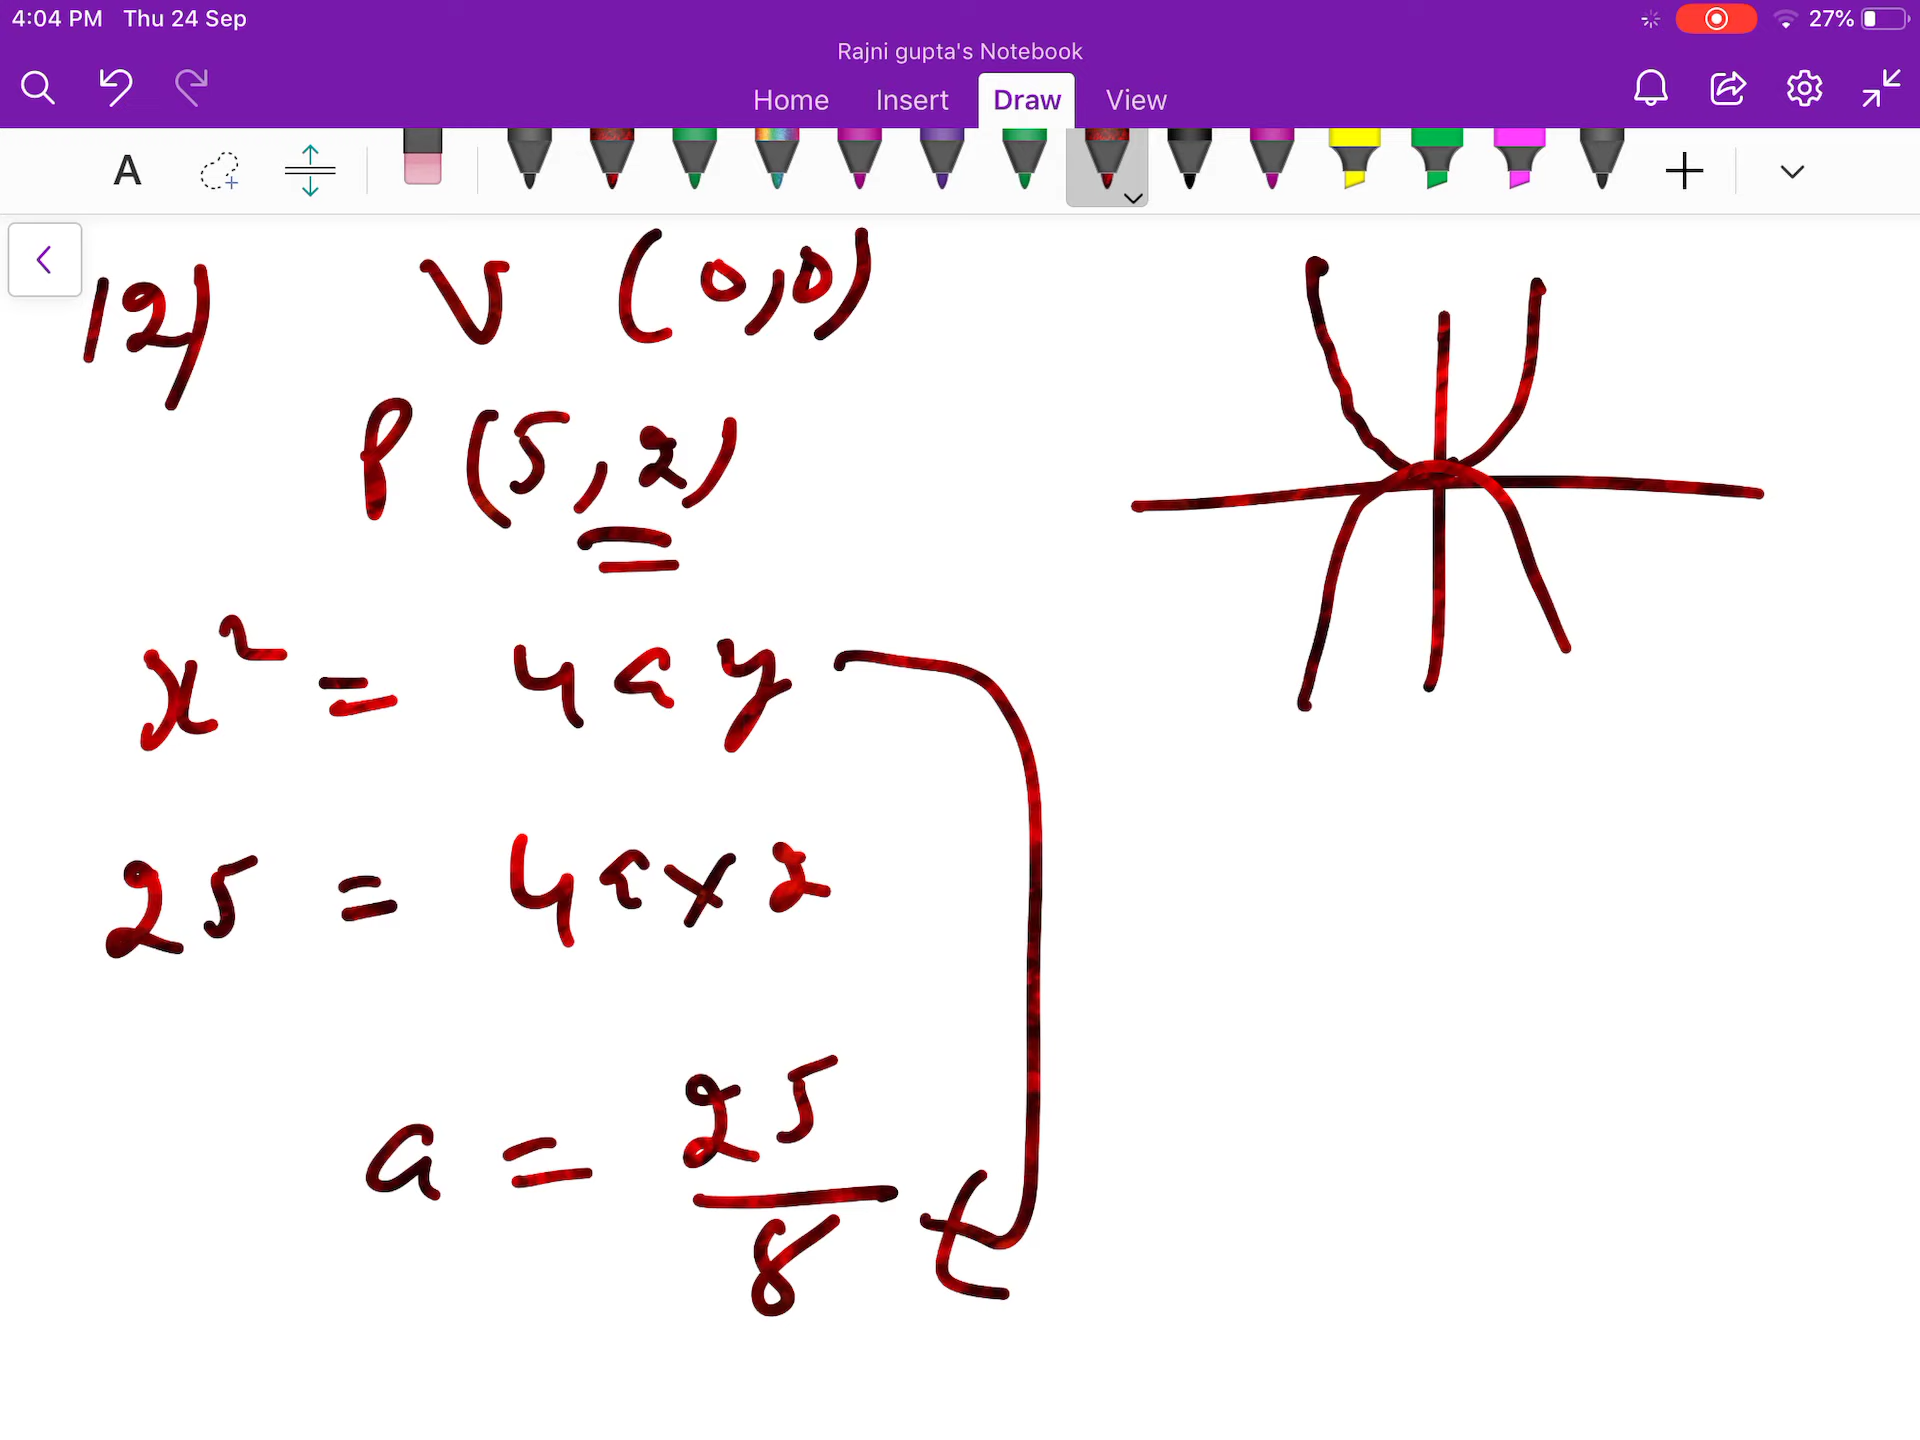 4:04 PM Thu 24 Sep
27%
Rajni gupta's Notebook
Home Insert Draw View
A
12) V (0,0)
P (5,2)
x² = 4ay
25 = 4a×2
a = 25/8